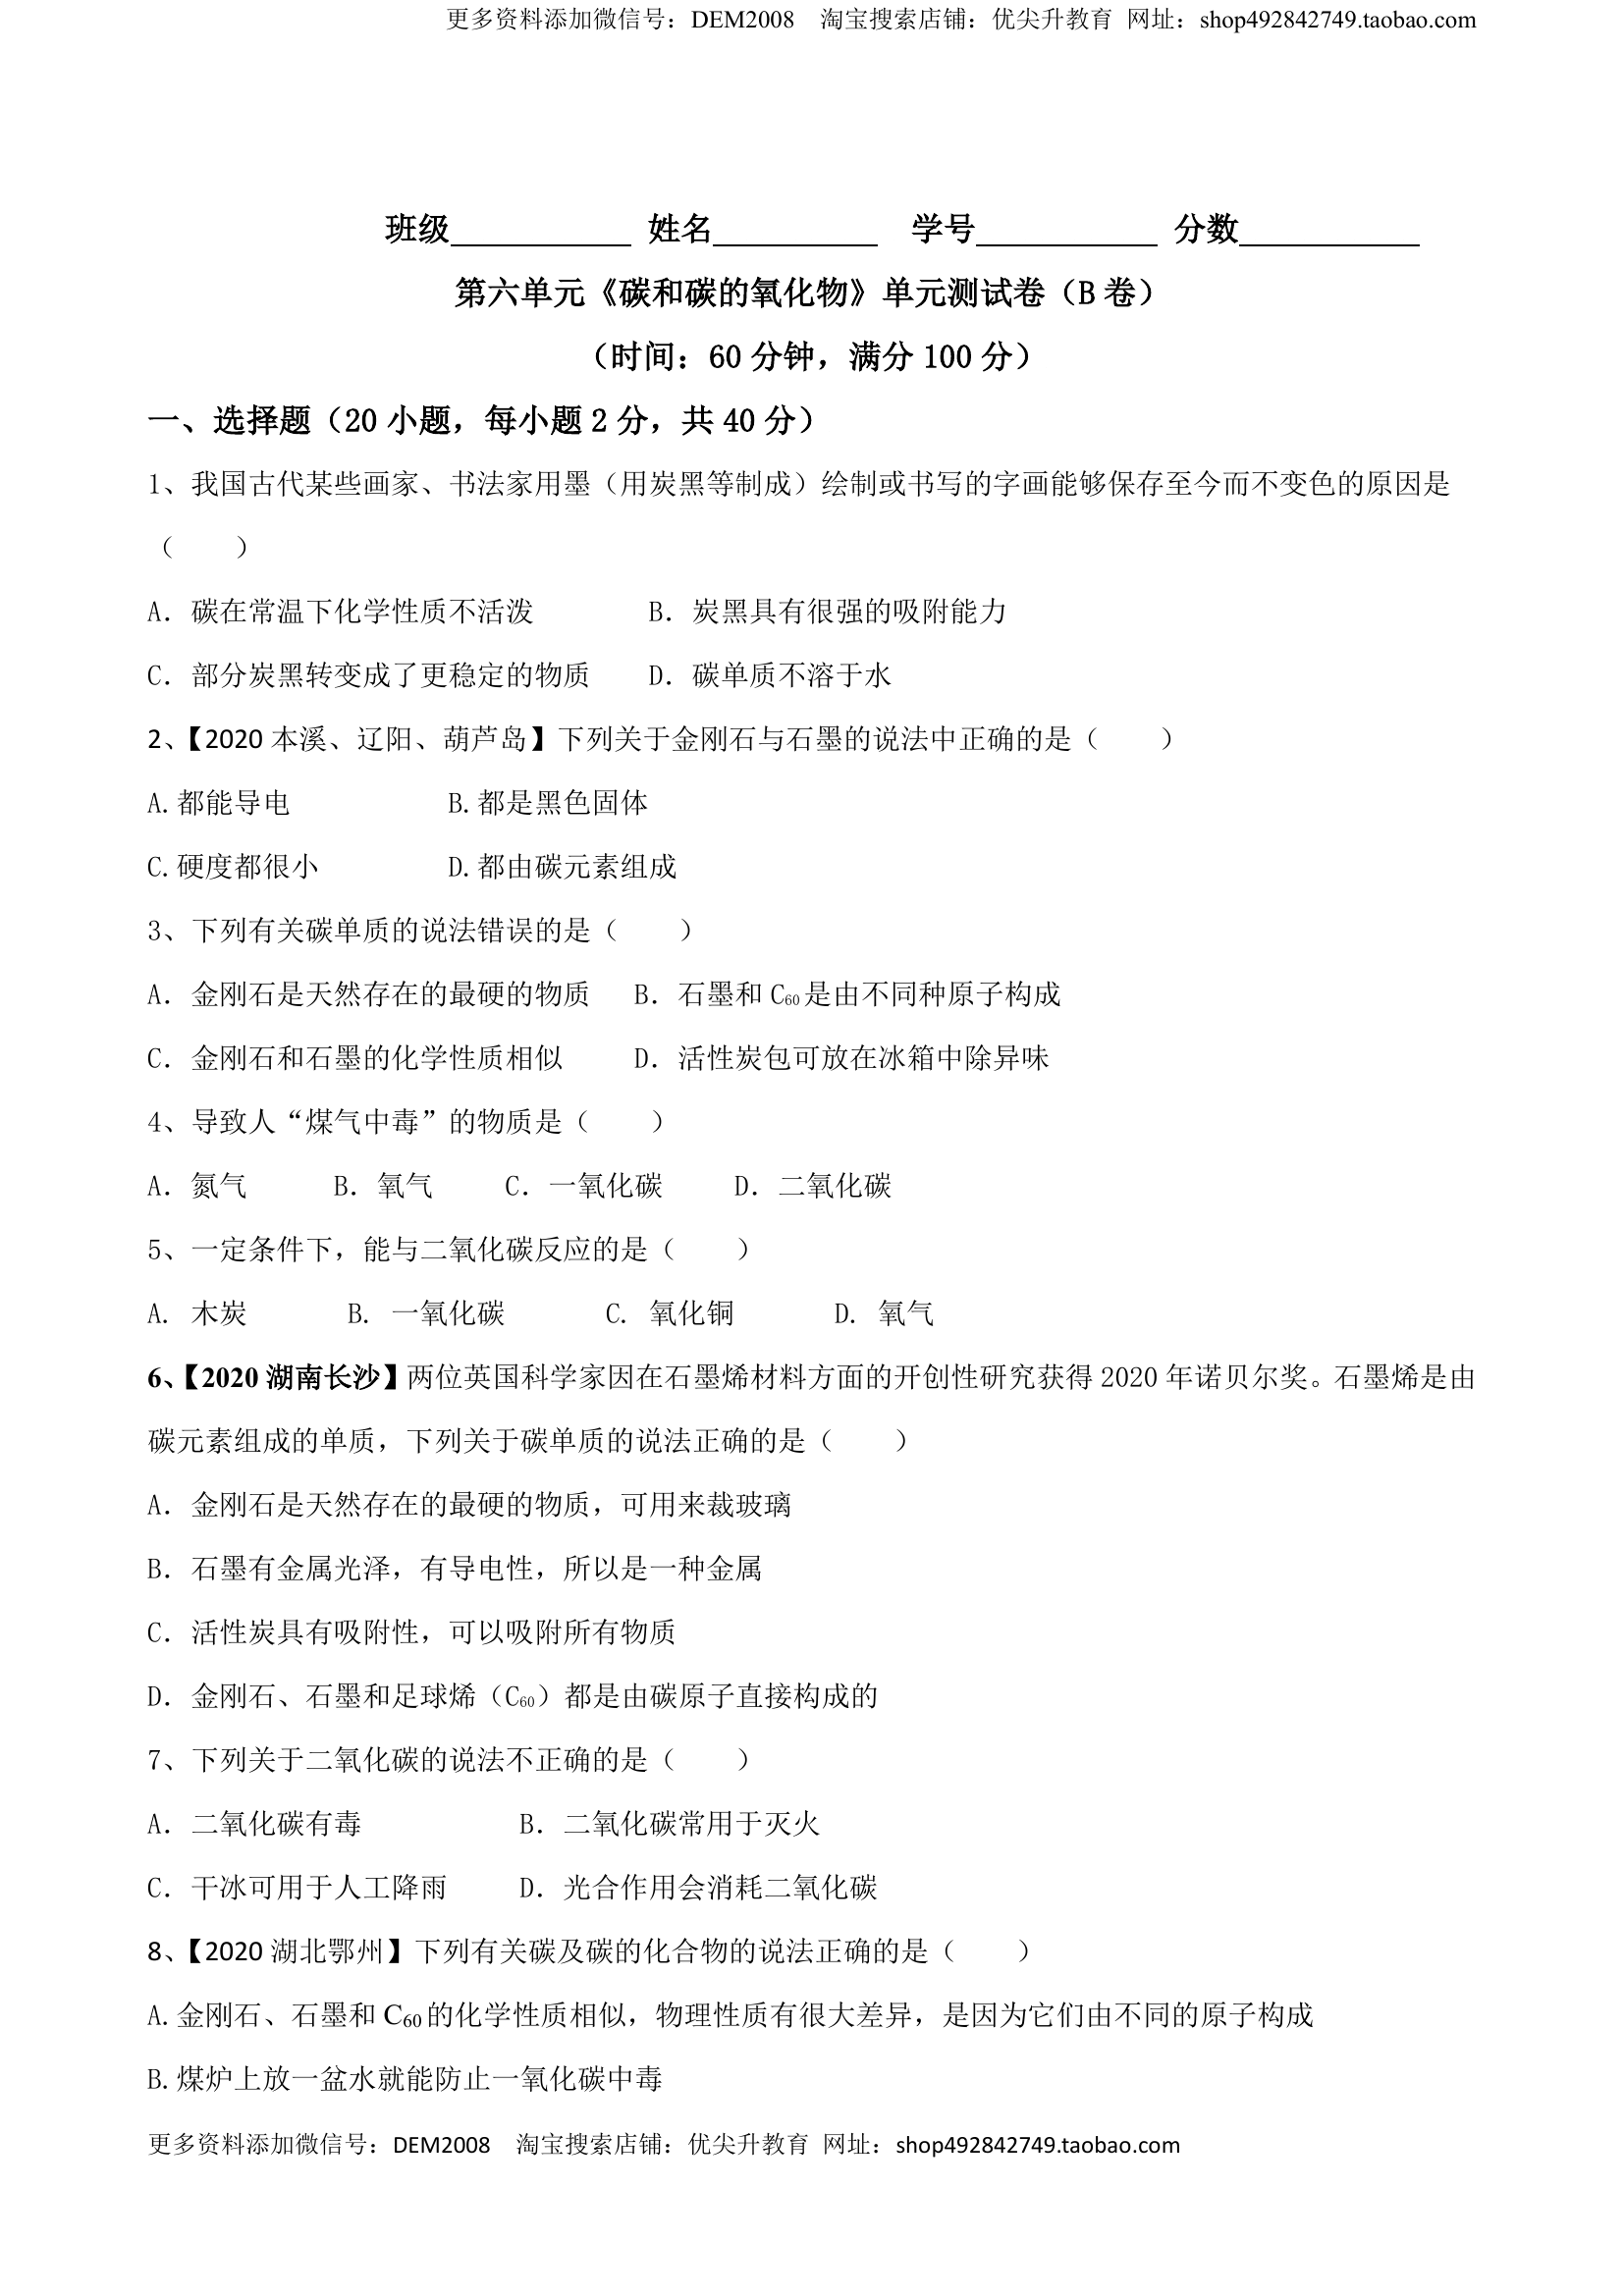 更多资料添加微信号：DEM2008 淘宝搜索店铺：优尖升教育 网址：shop492842749.taobao.com
班级__________ 姓名__________ 学号__________ 分数__________
第六单元《碳和碳的氧化物》单元测试卷（B 卷）
（时间：60 分钟，满分 100 分）
一、选择题（20 小题，每小题 2 分，共 40 分）
1、我国古代某些画家、书法家用墨（用炭黑等制成）绘制或书写的字画能够保存至今而不变色的原因是
（　　）
A．碳在常温下化学性质不活泼 B．炭黑具有很强的吸附能力
C．部分炭黑转变成了更稳定的物质 D．碳单质不溶于水
2、【2020 本溪、辽阳、葫芦岛】下列关于金刚石与石墨的说法中正确的是（　　）
A.都能导电 B.都是黑色固体
C.硬度都很小 D.都由碳元素组成
3、下列有关碳单质的说法错误的是（　　）
A．金刚石是天然存在的最硬的物质 B．石墨和 C₆₀ 是由不同种原子构成
C．金刚石和石墨的化学性质相似 D．活性炭包可放在冰箱中除异味
4、导致人“煤气中毒”的物质是（　　）
A．氮气 B．氧气 C．一氧化碳 D．二氧化碳
5、一定条件下，能与二氧化碳反应的是（　　）
A. 木炭 B. 一氧化碳 C. 氧化铜 D. 氧气
6、【2020 湖南长沙】两位英国科学家因在石墨烯材料方面的开创性研究获得 2020 年诺贝尔奖。石墨烯是由
碳元素组成的单质，下列关于碳单质的说法正确的是（　　）
A．金刚石是天然存在的最硬的物质，可用来裁玻璃
B．石墨有金属光泽，有导电性，所以是一种金属
C．活性炭具有吸附性，可以吸附所有物质
D．金刚石、石墨和足球烯（C₆₀）都是由碳原子直接构成的
7、下列关于二氧化碳的说法不正确的是（　　）
A．二氧化碳有毒 B．二氧化碳常用于灭火
C．干冰可用于人工降雨 D．光合作用会消耗二氧化碳
8、【2020 湖北鄂州】下列有关碳及碳的化合物的说法正确的是（　　）
A.金刚石、石墨和 C₆₀ 的化学性质相似，物理性质有很大差异，是因为它们由不同的原子构成
B.煤炉上放一盆水就能防止一氧化碳中毒
更多资料添加微信号：DEM2008 淘宝搜索店铺：优尖升教育 网址：shop492842749.taobao.com